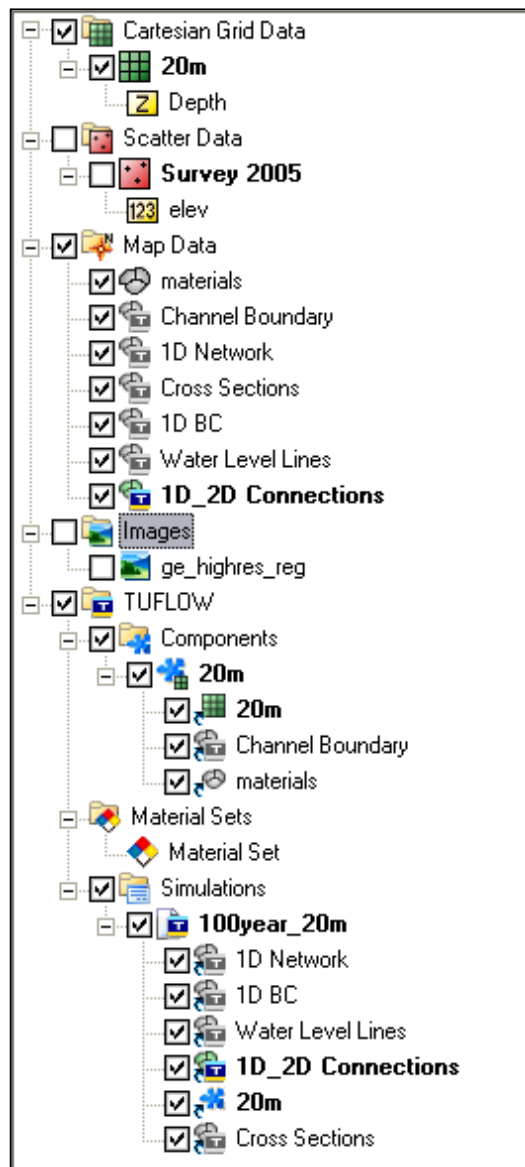 Cartesian Grid Data
20m
Z Depth
Scatter Data
Survey 2005
123 elev
N Map Data
materials
T Channel Boundary
T 1D Network
T Cross Sections
T 1D BC
T Water Level Lines
T 1D_2D Connections
Images
ge_highres_reg
T TUFLOW
Components
20m
20m
T Channel Boundary
materials
Material Sets
Material Set
Simulations
T 100year_20m
T 1D Network
T 1D BC
T Water Level Lines
T 1D_2D Connections
20m
T Cross Sections